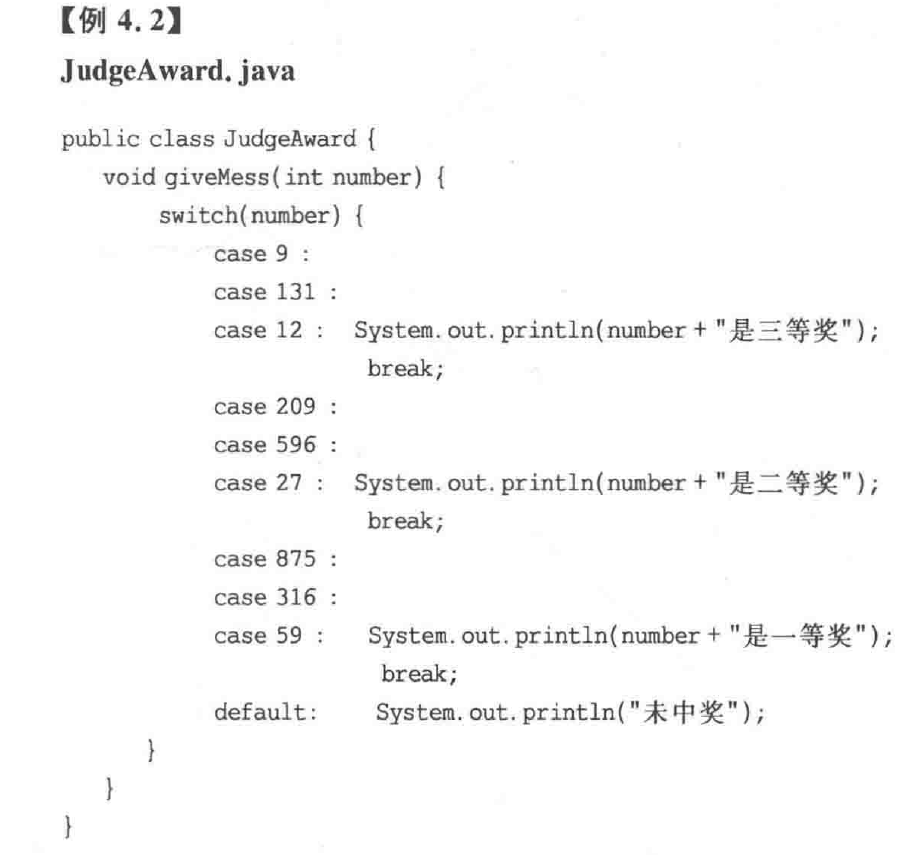 【例 4.2】
JudgeAward.java
public class JudgeAward {
void giveMess(int number) {
switch(number) {
case 9 :
case 131 :
case 12 : System.out.println(number + "是三等奖");
break;
case 209 :
case 596 :
case 27 : System.out.println(number + "是二等奖");
break;
case 875 :
case 316 :
case 59 : System.out.println(number + "是一等奖");
break;
default: System.out.println("未中奖");
}
}
}